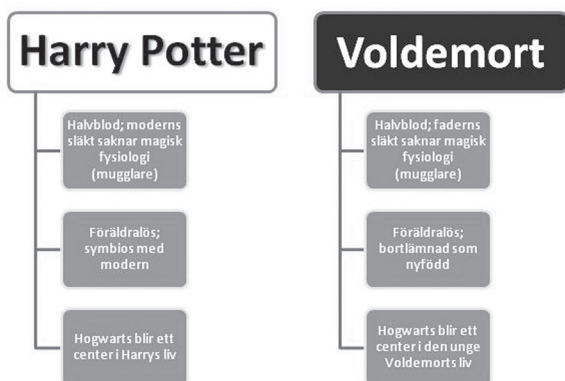 Harry Potter
Halvblod; moderns
släkt saknar magisk
fysiologi
(mugglare)
Föräldralös;
symbios med
modern
Hogwarts blir ett
center i Harrys liv
Voldemort
Halvblod; faderns
släkt saknar magisk
fysiologi
(mugglare)
Föräldralös;
bortlämnad som
nyfödd
Hogwarts blir ett
center i den unge
Voldemorts liv